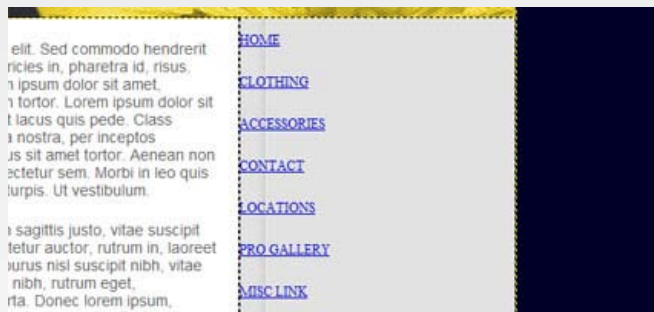 elit. Sed commodo hendrerit
ricies in, pharetra id, risus.
ipsum dolor sit amet,
tortor. Lorem ipsum dolor sit
t lacus quis pede. Class
a nostra, per inceptos
us sit amet tortor. Aenean non
ectetur sem. Morbi in leo quis
turpis. Ut vestibulum.
sagittis justo, vitae suscipit
tetur auctor, rutrum in, laoreet
purus nisl suscipit nibh, vitae
nibh, rutrum eget,
rta. Donec lorem ipsum,
HOME
CLOTHING
ACCESSORIES
CONTACT
LOCATIONS
PRO GALLERY
MISC LINK